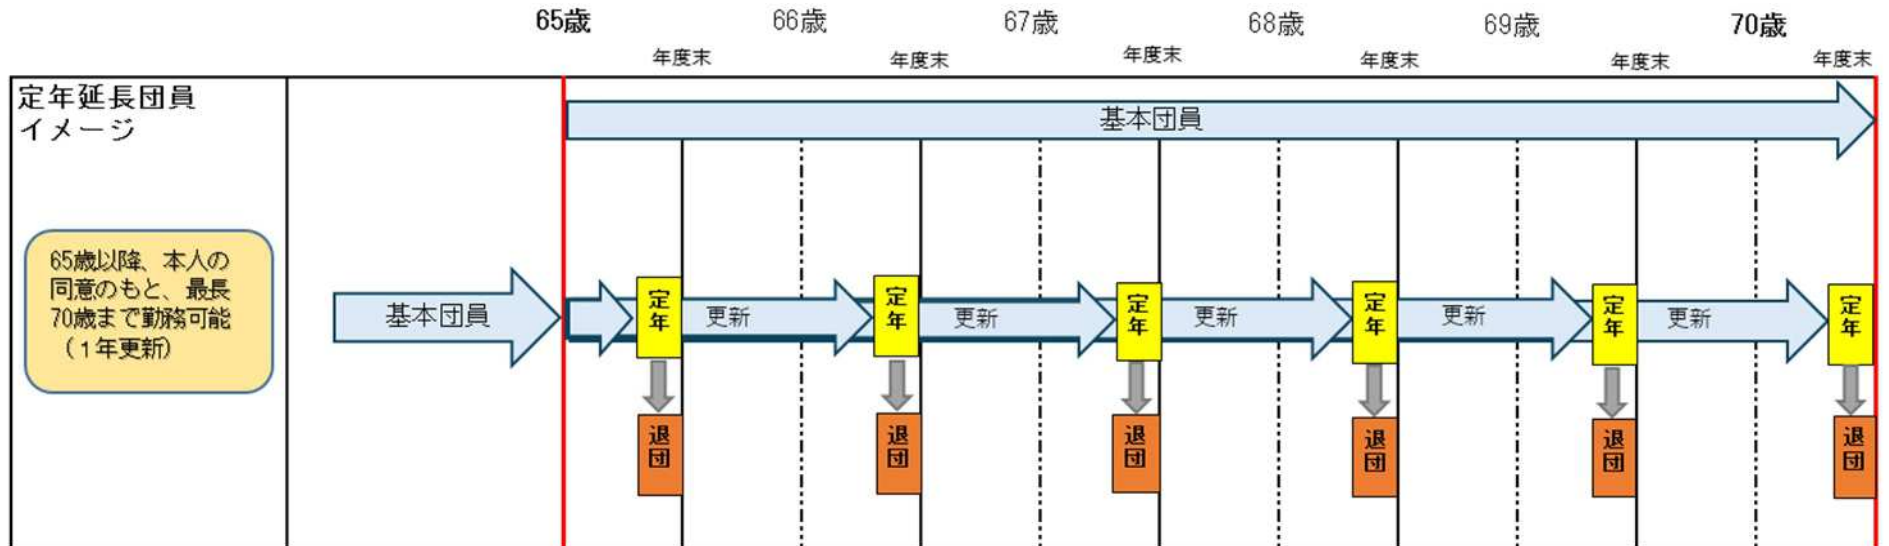 65歳 66歳 67歳 68歳 69歳 70歳
年度末 年度末 年度末 年度末 年度末 年度末
定年延長団員
イメージ
基本団員
65歳以降、本人の
同意のもと、最長
70歳まで勤務可能
（１年更新）
基本団員
定年 更新 定年 更新 定年 更新 定年 更新 定年 更新 定年
退団 退団 退団 退団 退団 退団